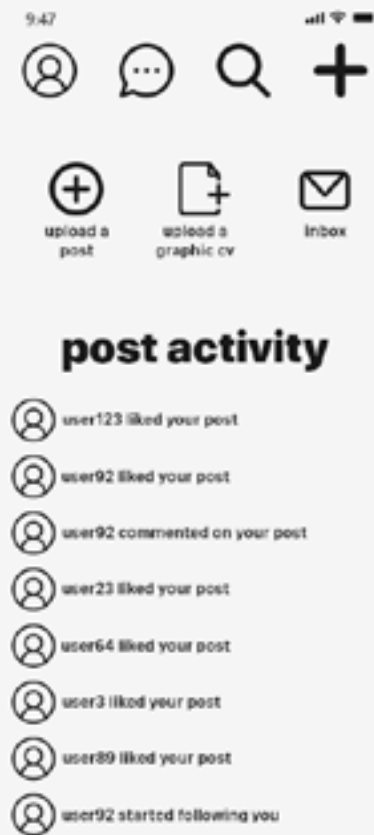 9:47
upload a
post
upload a
graphic cv
inbox
post activity
user123 liked your post
user92 liked your post
user92 commented on your post
user23 liked your post
user64 liked your post
user3 liked your post
user89 liked your post
user92 started following you